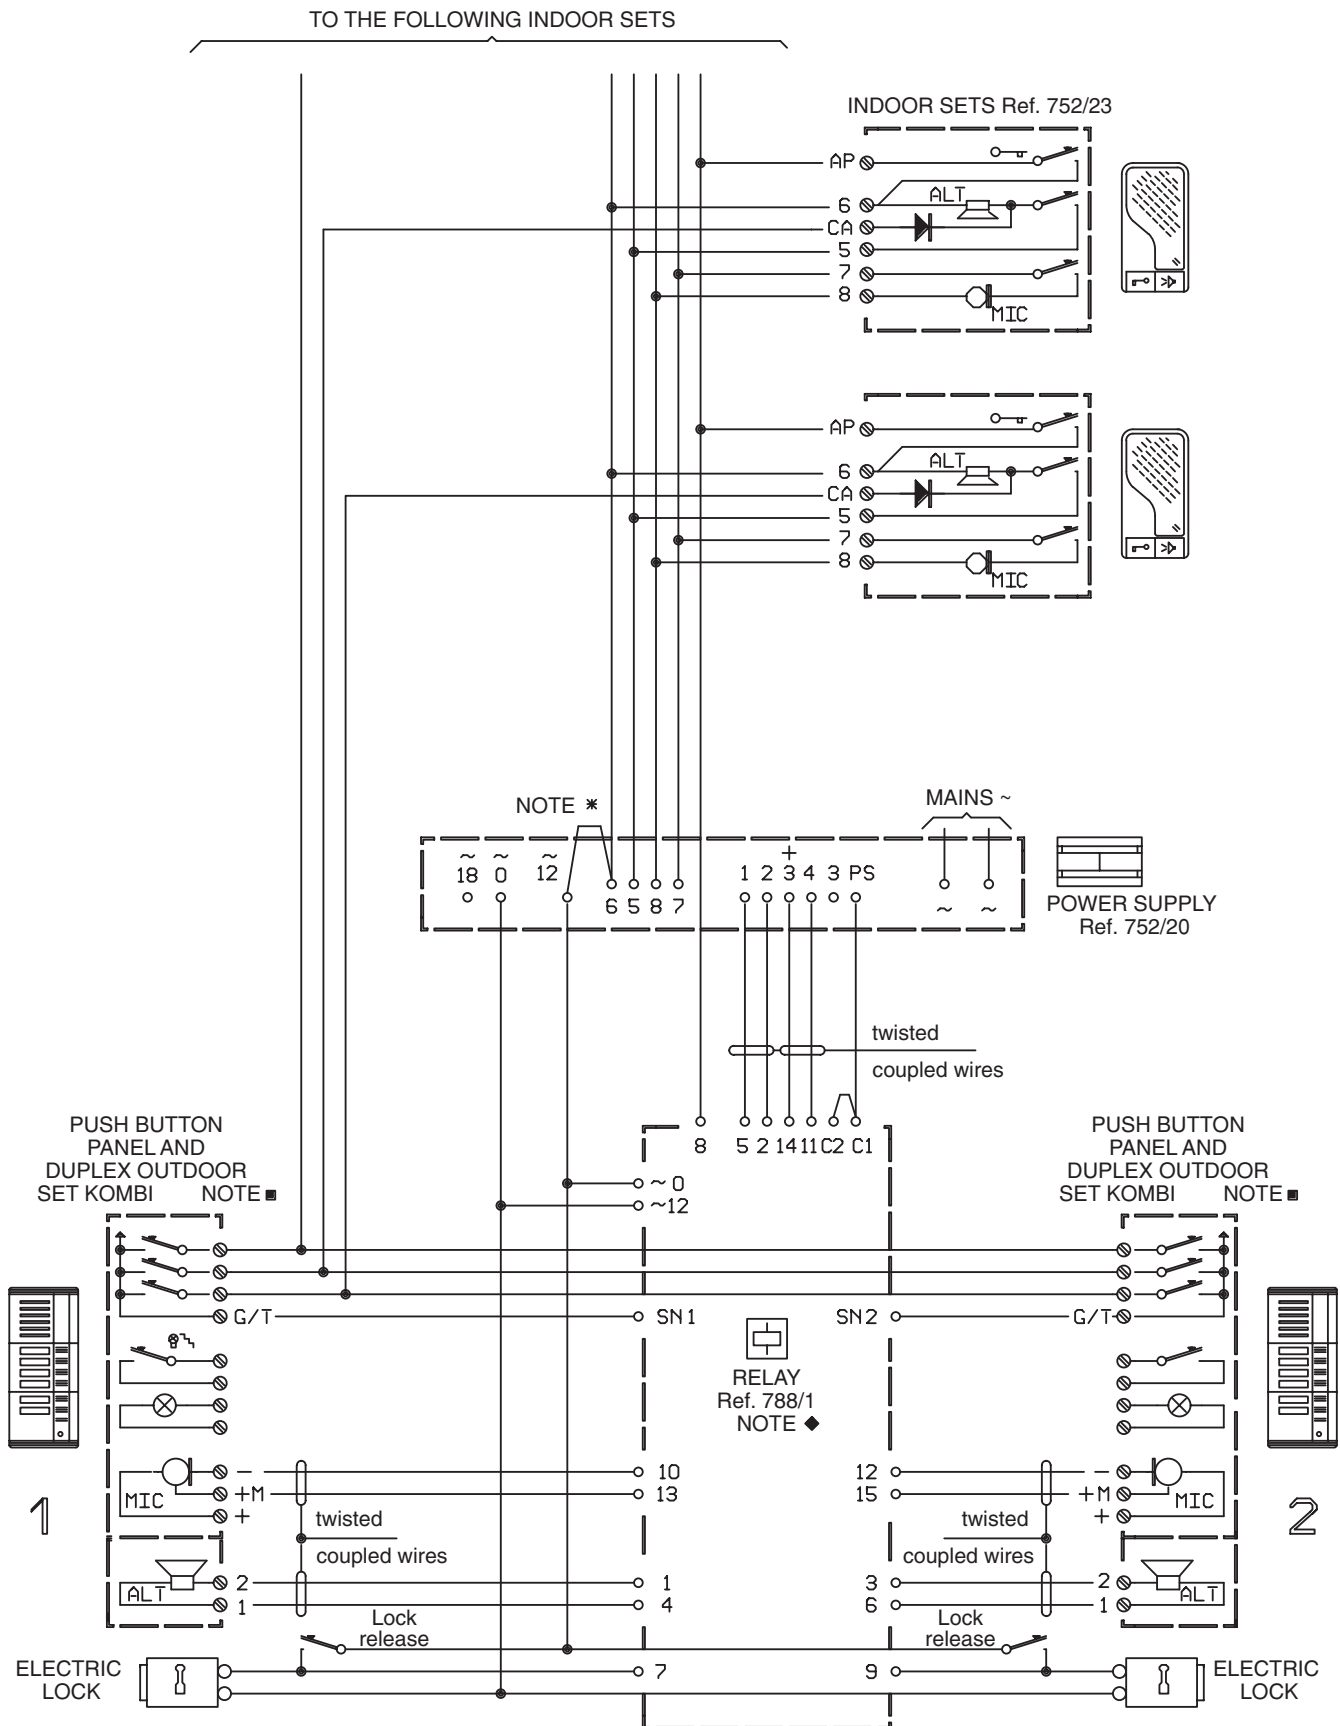 TO THE FOLLOWING INDOOR SETS
INDOOR SETS Ref. 752/23
AP
6
ALT
CA
5
7
8
MIC
AP
6
ALT
CA
5
7
8
MIC
NOTE *
MAINS ~
~ ~ ~ +
18 0 12 1 2 3 4 3 PS
6 5 8 7 ~ ~
POWER SUPPLY
Ref. 752/20
twisted
coupled wires
8 5 2 14 11 C2 C1
PUSH BUTTON
PANEL AND
DUPLEX OUTDOOR
SET KOMBI NOTE ■
PUSH BUTTON
PANEL AND
DUPLEX OUTDOOR
SET KOMBI NOTE ■
~ 0
~12
G/T SN1 SN2 G/T
RELAY
Ref. 788/1
NOTE ◆
- 10 12 -
MIC +M 13 15 +M MIC
+ +
1 2
twisted
coupled wires
twisted
coupled wires
ALT 2 1 3 2 ALT
1 4 6 1
Lock
release
Lock
release
ELECTRIC
LOCK
7 9
ELECTRIC
LOCK